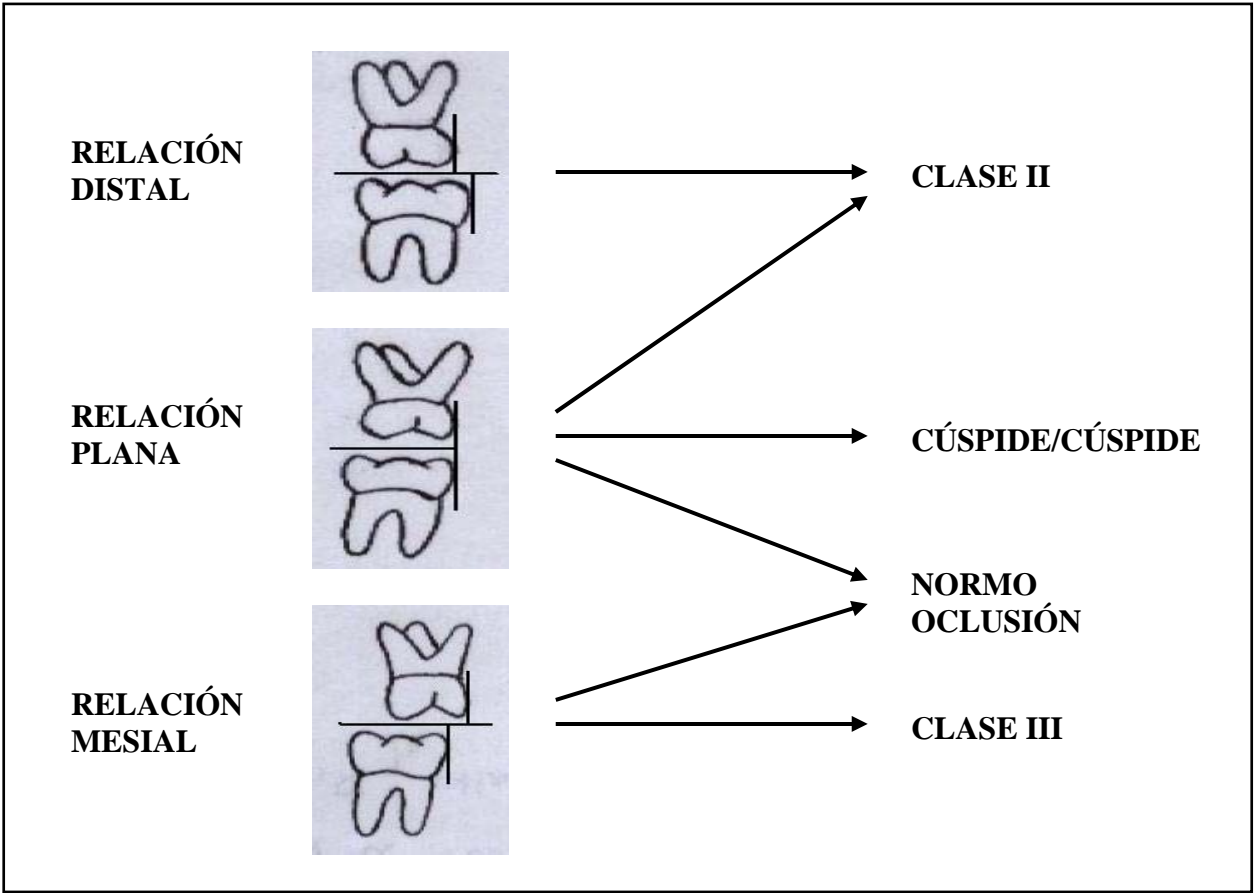 RELACIÓN
DISTAL
CLASE II
RELACIÓN
PLANA
CÚSPIDE/CÚSPIDE
NORMO
OCLUSIÓN
RELACIÓN
MESIAL
CLASE III